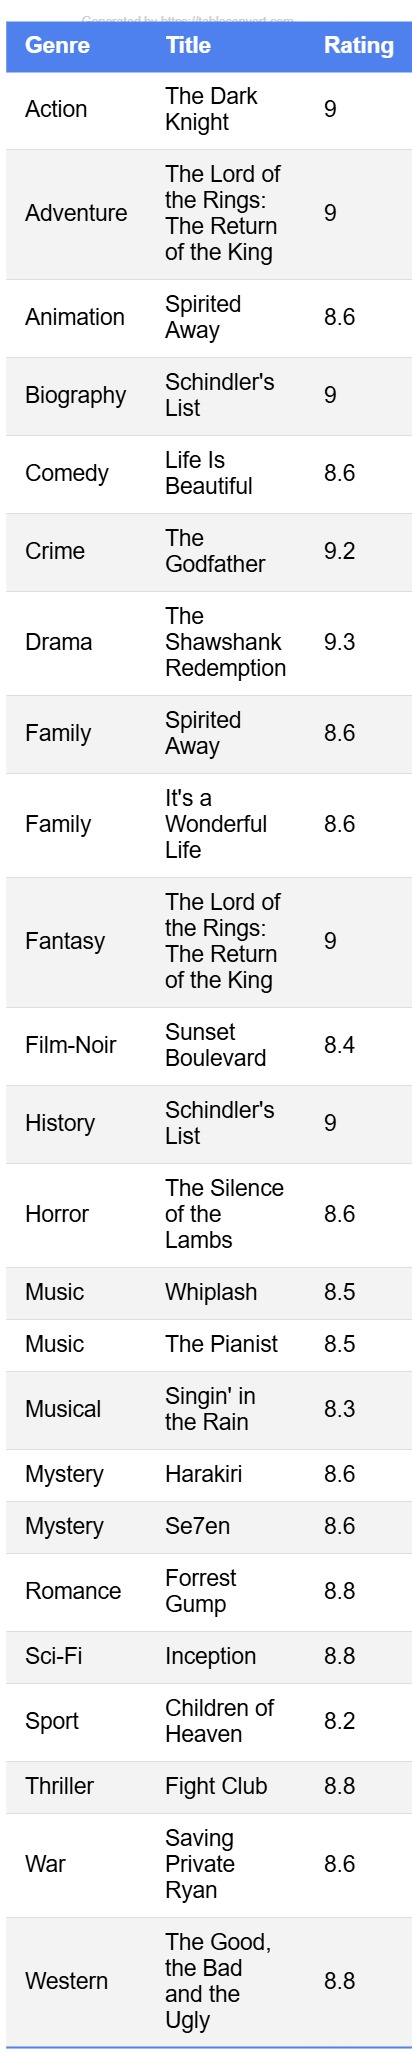 Generated by https://tableconvert.com
Genre Title Rating
Action The Dark Knight 9
Adventure The Lord of the Rings: The Return of the King 9
Animation Spirited Away 8.6
Biography Schindler's List 9
Comedy Life Is Beautiful 8.6
Crime The Godfather 9.2
Drama The Shawshank Redemption 9.3
Family Spirited Away 8.6
Family It's a Wonderful Life 8.6
Fantasy The Lord of the Rings: The Return of the King 9
Film-Noir Sunset Boulevard 8.4
History Schindler's List 9
Horror The Silence of the Lambs 8.6
Music Whiplash 8.5
Music The Pianist 8.5
Musical Singin' in the Rain 8.3
Mystery Harakiri 8.6
Mystery Se7en 8.6
Romance Forrest Gump 8.8
Sci-Fi Inception 8.8
Sport Children of Heaven 8.2
Thriller Fight Club 8.8
War Saving Private Ryan 8.6
Western The Good, the Bad and the Ugly 8.8